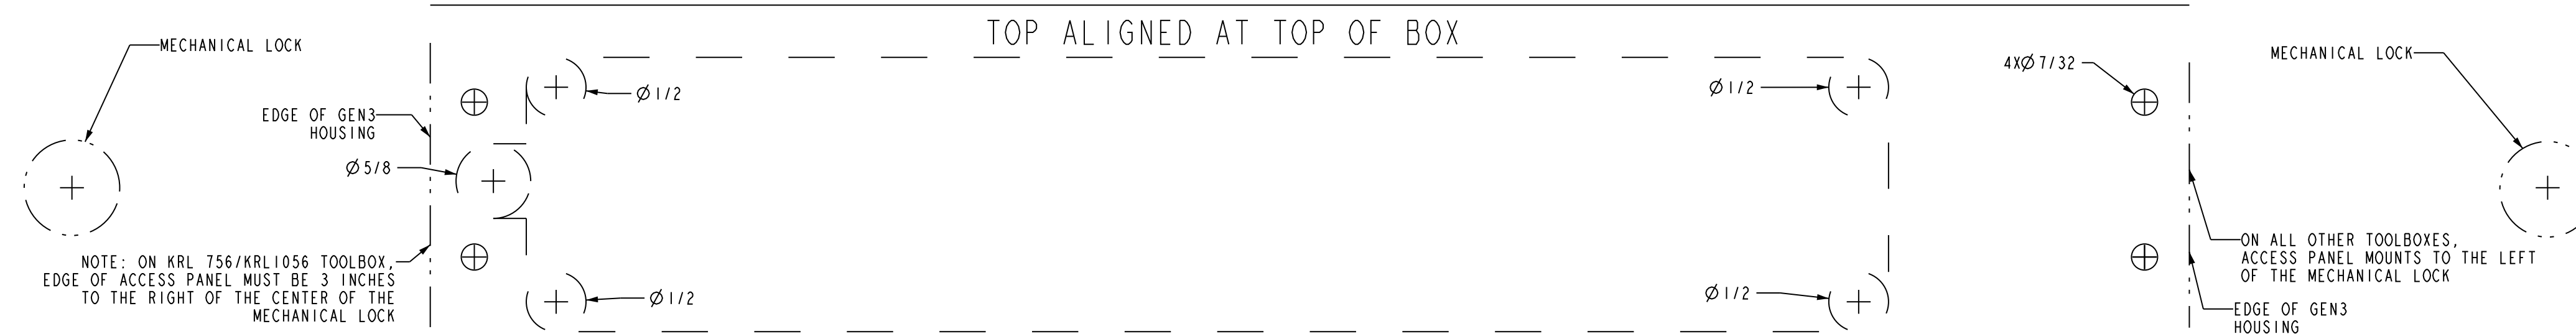 TOP ALIGNED AT TOP OF BOX
MECHANICAL LOCK
EDGE OF GEN3
HOUSING
Ø5/8
NOTE: ON KRL 756/KRL1056 TOOLBOX,
EDGE OF ACCESS PANEL MUST BE 3 INCHES
TO THE RIGHT OF THE CENTER OF THE
MECHANICAL LOCK
Ø1/2
Ø1/2
Ø1/2
Ø1/2
4XØ7/32
MECHANICAL LOCK
ON ALL OTHER TOOLBOXES,
ACCESS PANEL MOUNTS TO THE LEFT
OF THE MECHANICAL LOCK
EDGE OF GEN3
HOUSING